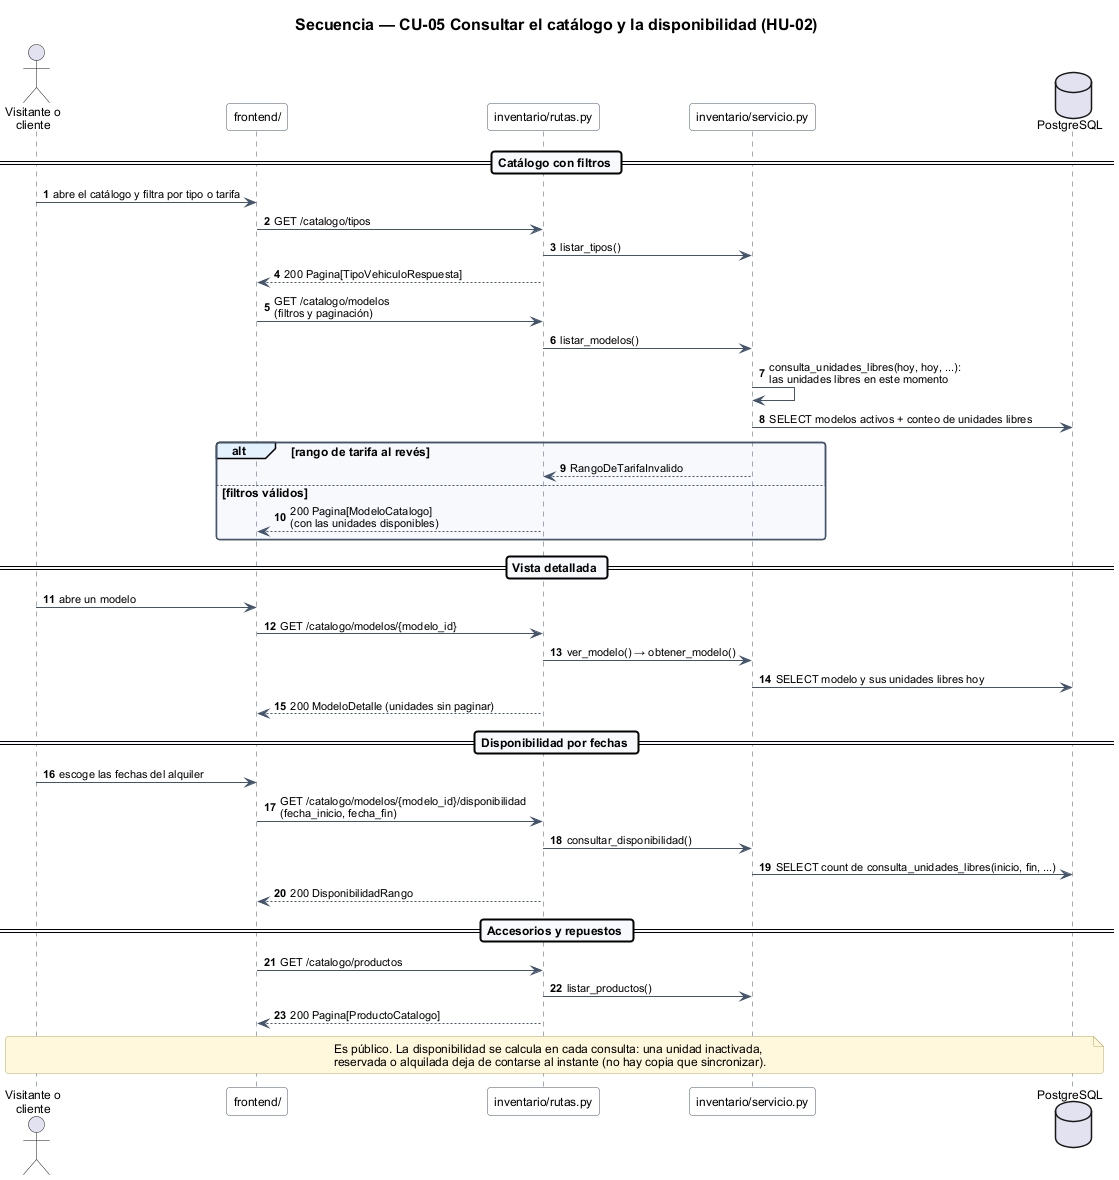 Secuencia — CU-05 Consultar el catálogo y la disponibilidad (HU-02)
Visitante o
cliente
frontend/
inventario/rutas.py
inventario/servicio.py
PostgreSQL
Catálogo con filtros
1 abre el catálogo y filtra por tipo o tarifa
2 GET /catalogo/tipos
3 listar_tipos()
4 200 Pagina[TipoVehiculoRespuesta]
5 GET /catalogo/modelos
(filtros y paginación)
6 listar_modelos()
7 consulta_unidades_libres(hoy, hoy, ...):
las unidades libres en este momento
8 SELECT modelos activos + conteo de unidades libres
alt [rango de tarifa al revés]
9 RangoDeTarifaInvalido
[filtros válidos]
10 200 Pagina[ModeloCatalogo]
(con las unidades disponibles)
Vista detallada
11 abre un modelo
12 GET /catalogo/modelos/{modelo_id}
13 ver_modelo() → obtener_modelo()
14 SELECT modelo y sus unidades libres hoy
15 200 ModeloDetalle (unidades sin paginar)
Disponibilidad por fechas
16 escoge las fechas del alquiler
17 GET /catalogo/modelos/{modelo_id}/disponibilidad
(fecha_inicio, fecha_fin)
18 consultar_disponibilidad()
19 SELECT count de consulta_unidades_libres(inicio, fin, ...)
20 200 DisponibilidadRango
Accesorios y repuestos
21 GET /catalogo/productos
22 listar_productos()
23 200 Pagina[ProductoCatalogo]
Es público. La disponibilidad se calcula en cada consulta: una unidad inactivada,
reservada o alquilada deja de contarse al instante (no hay copia que sincronizar).
Visitante o
cliente
frontend/
inventario/rutas.py
inventario/servicio.py
PostgreSQL